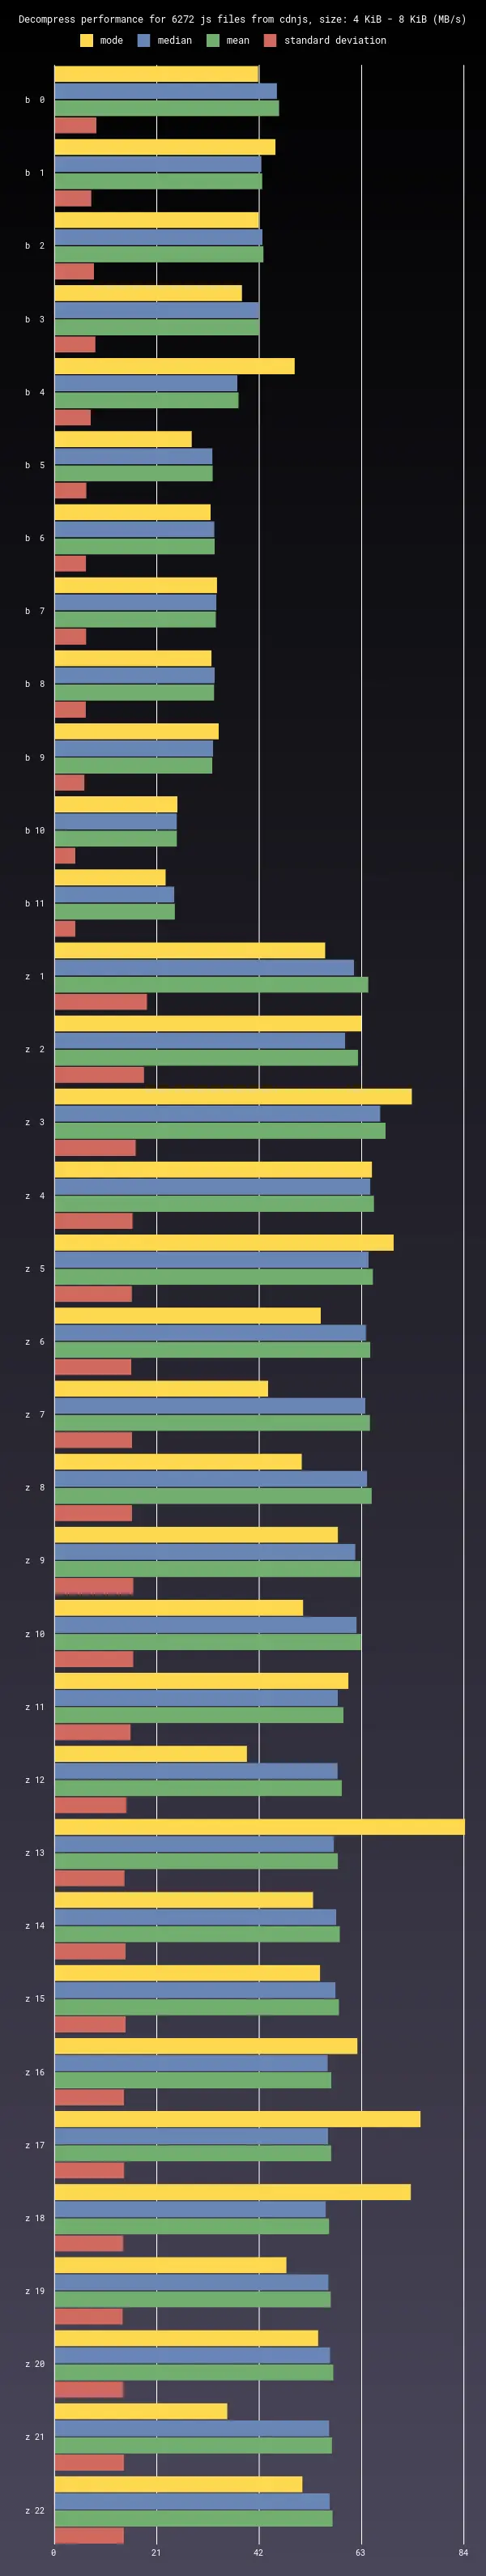 Decompress performance for 6272 js files from cdnjs, size: 4 KiB - 8 KiB (MB/s)
mode median mean standard deviation
b 0
b 1
b 2
b 3
b 4
b 5
b 6
b 7
b 8
b 9
b 10
b 11
z 1
z 2
z 3
z 4
z 5
z 6
z 7
z 8
z 9
z 10
z 11
z 12
z 13
z 14
z 15
z 16
z 17
z 18
z 19
z 20
z 21
z 22
0 21 42 63 84